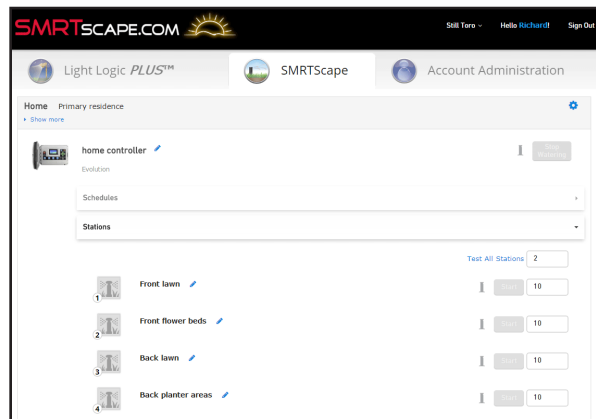 SMRTSCAPE.COM
Still Toro
Hello Richard!
Sign Out
Light Logic PLUS™
SMRTScape
Account Administration
Home Primary residence
Show more
home controller
Stop Watering
Evolution
Schedules
Stations
Test All Stations 2
1 Front lawn Start 10
2 Front flower beds Start 10
3 Back lawn Start 10
4 Back planter areas Start 10